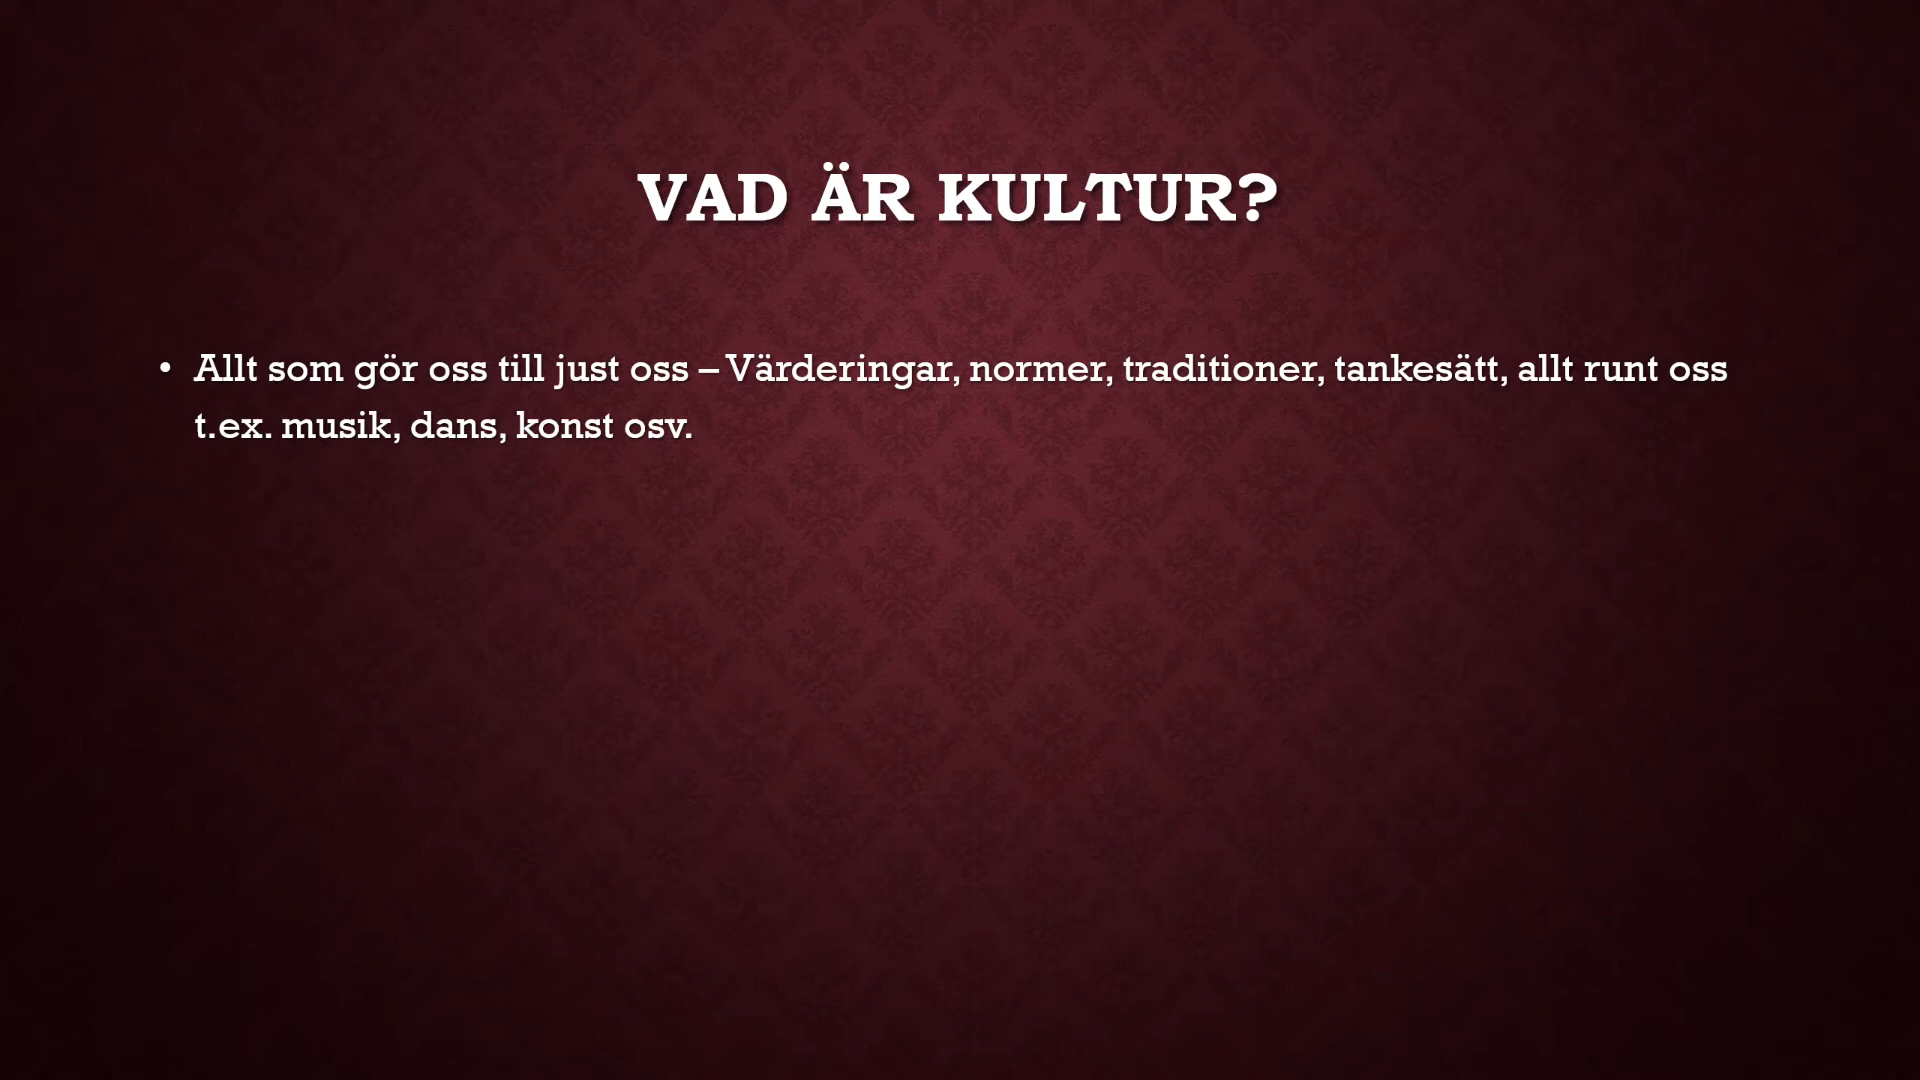 VAD ÄR KULTUR?
• Allt som gör oss till just oss – Värderingar, normer, traditioner, tankesätt, allt runt oss
t.ex. musik, dans, konst osv.